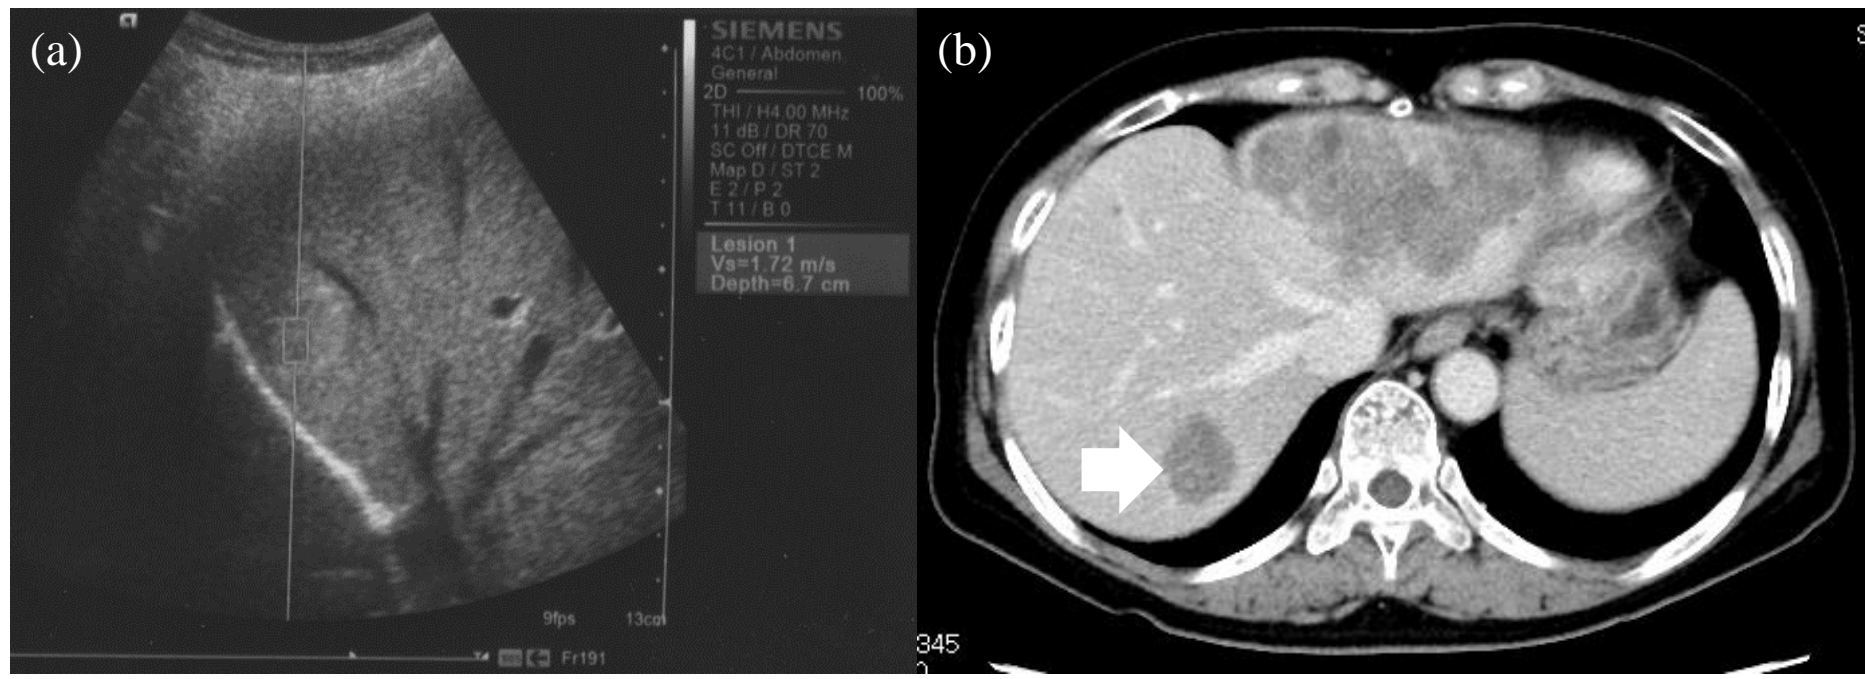 (a)
SIEMENS
4C1 / Abdomen
General
2D 100%
THI / H4.00 MHz
11 dB / DR 70
SC Off / DTCE M
Map D / ST 2
E 2 / P 2
T 11 / B 0
Lesion 1
Vs=1.72 m/s
Depth=6.7 cm
9fps 13cm
Fr191
(b)
S
345